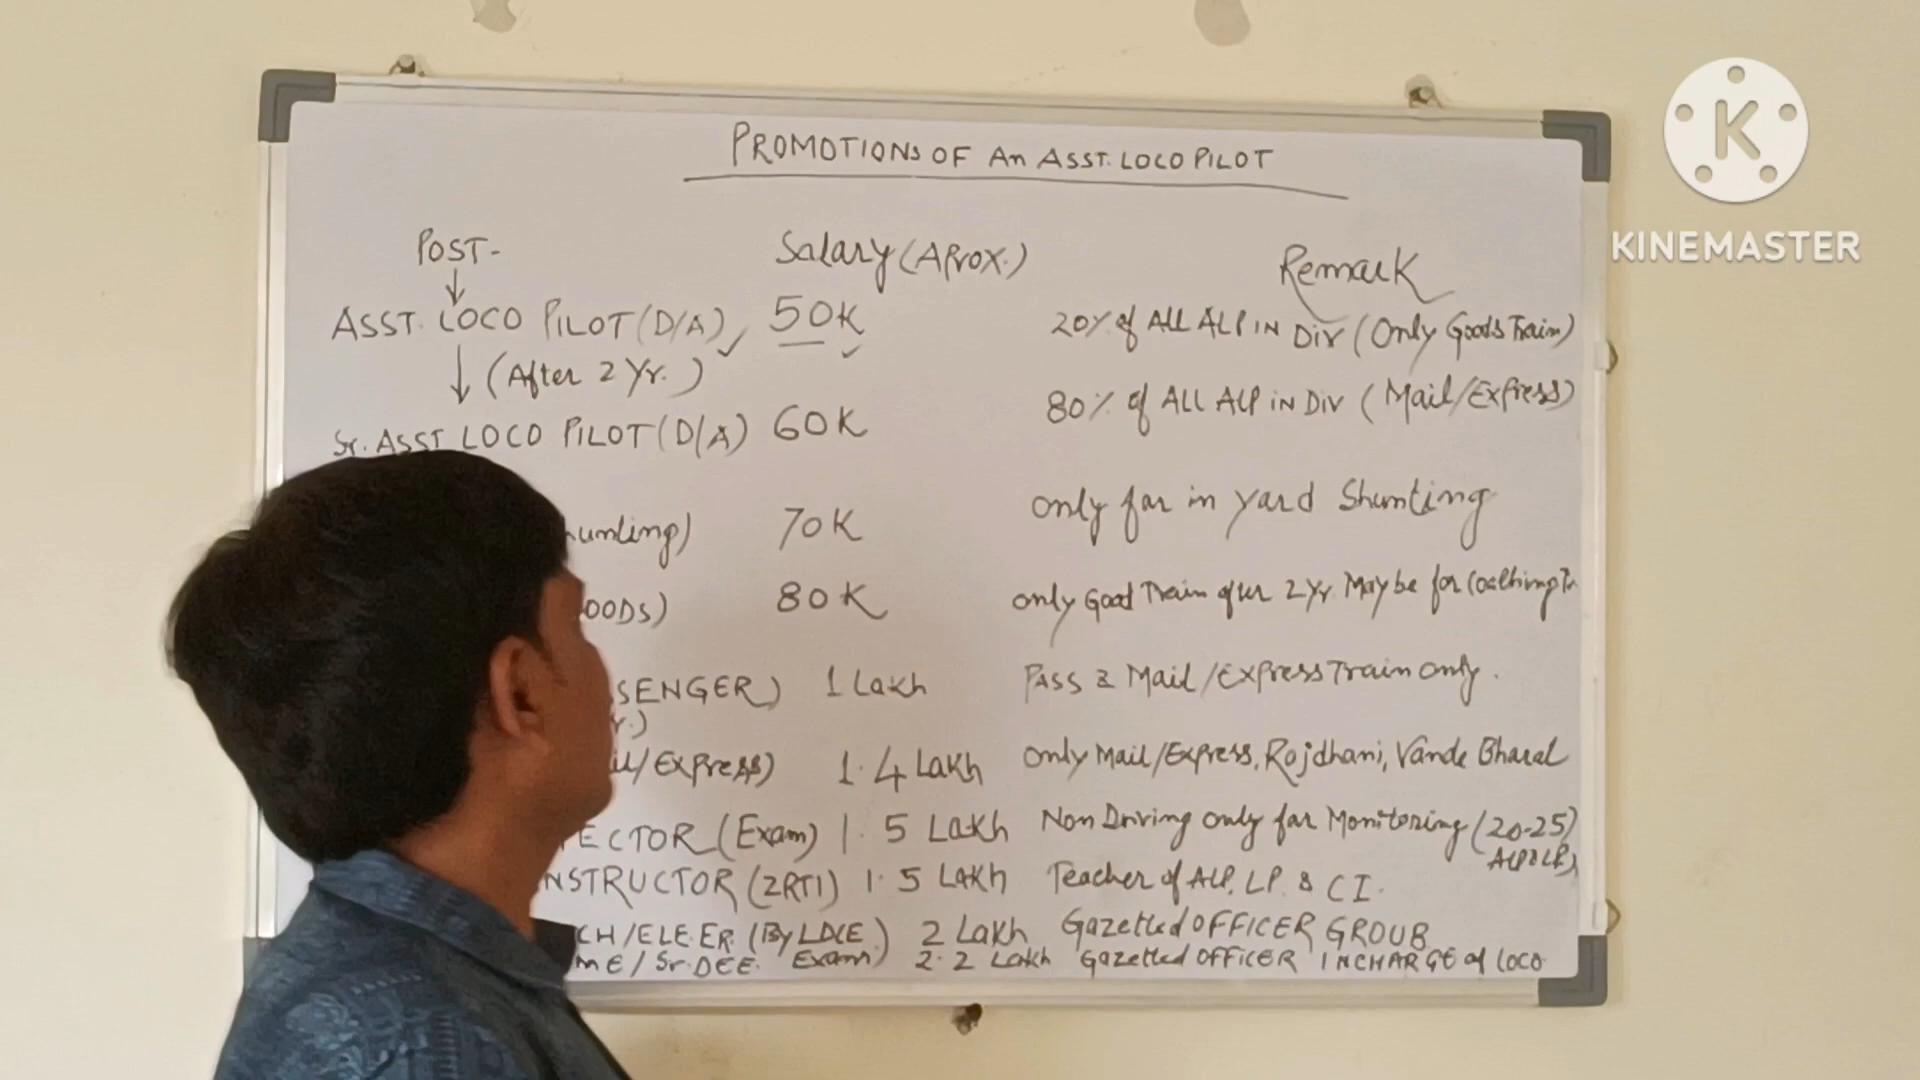 PROMOTIONS OF An ASST. LOCO PILOT
KINEMASTER
POST- Salary (APrOX.) Remark
ASST. LOCO PILOT (D/A) 50K 20% of ALL ALP IN Div (Only Goods Train)
(After 2 Yr.)
Sr. ASST LOCO PILOT (D/A) 60K 80% of ALL ALP iN Div (Mail/Express)
unting) 70K only for in yard Shunting
OODS) 80K only Good Train after 2 Yr May be for Coathing Tr
SSENGER) 1 Lakh PASS & Mail/Express Train only.
r.)
il/Express) 1.4 Lakh only Mail/Express, Rajdhani, Vande Bharat
ECTOR (Exam) 1.5 Lakh Non Driving only for Monitoring (20-25)
ALP & LP)
NSTRUCTOR (ZRTI) 1.5 Lakh Teacher of ALP, LP. & CI.
CH/ELE.ER. (By LDCE 2 Lakh Gazetted OFFICER GROUB
ME/Sr. DEE. Exam) 2.2 Lakh Gazetted OFFICER INCHARGE of LOCO